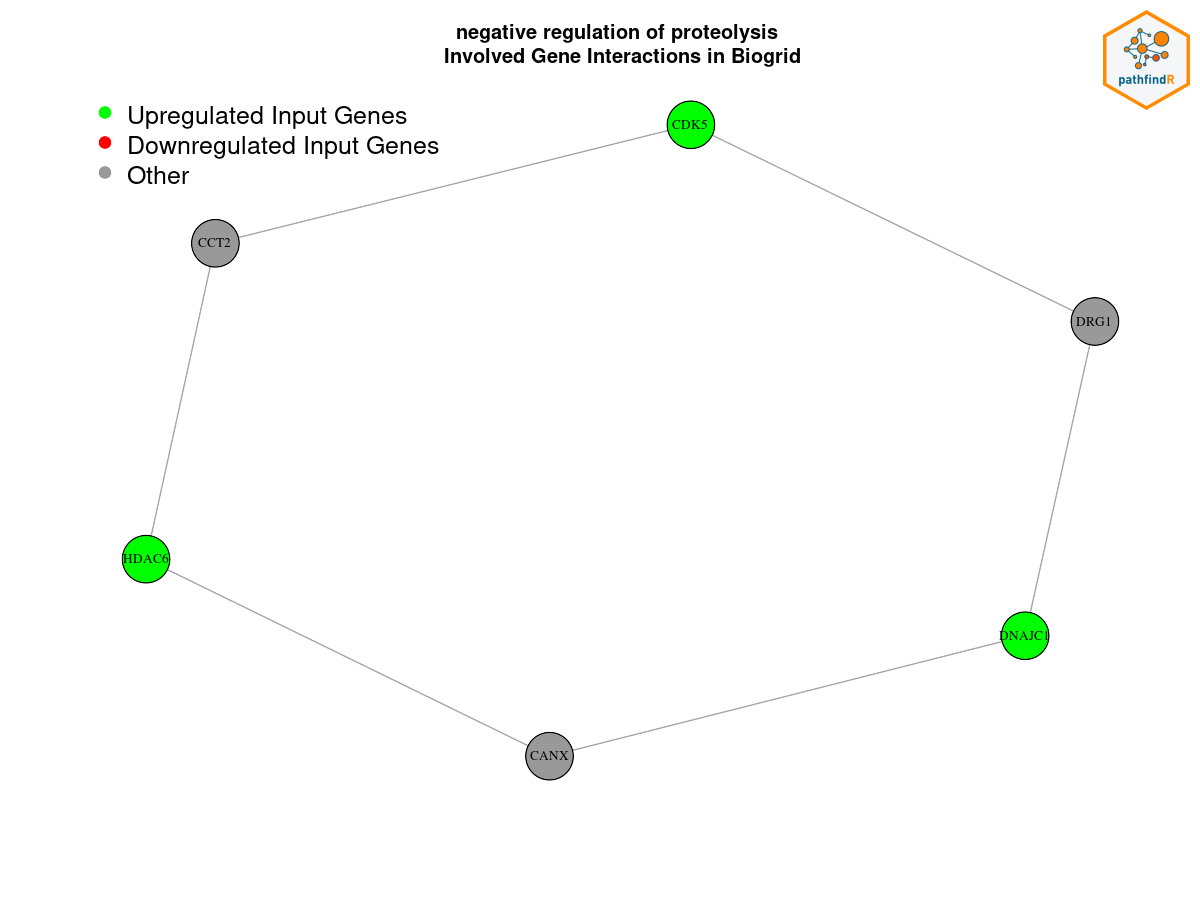 negative regulation of proteolysis
Involved Gene Interactions in Biogrid
pathfindR
Upregulated Input Genes
Downregulated Input Genes
Other
CDK5
CCT2
DRG1
HDAC6
DNAJC1
CANX